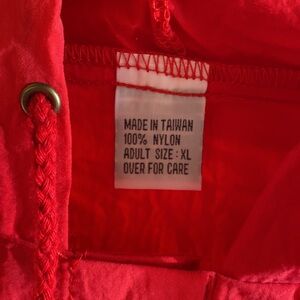 MADE IN TAIWAN
100% NYLON
ADULT SIZE : XL
OVER FOR CARE